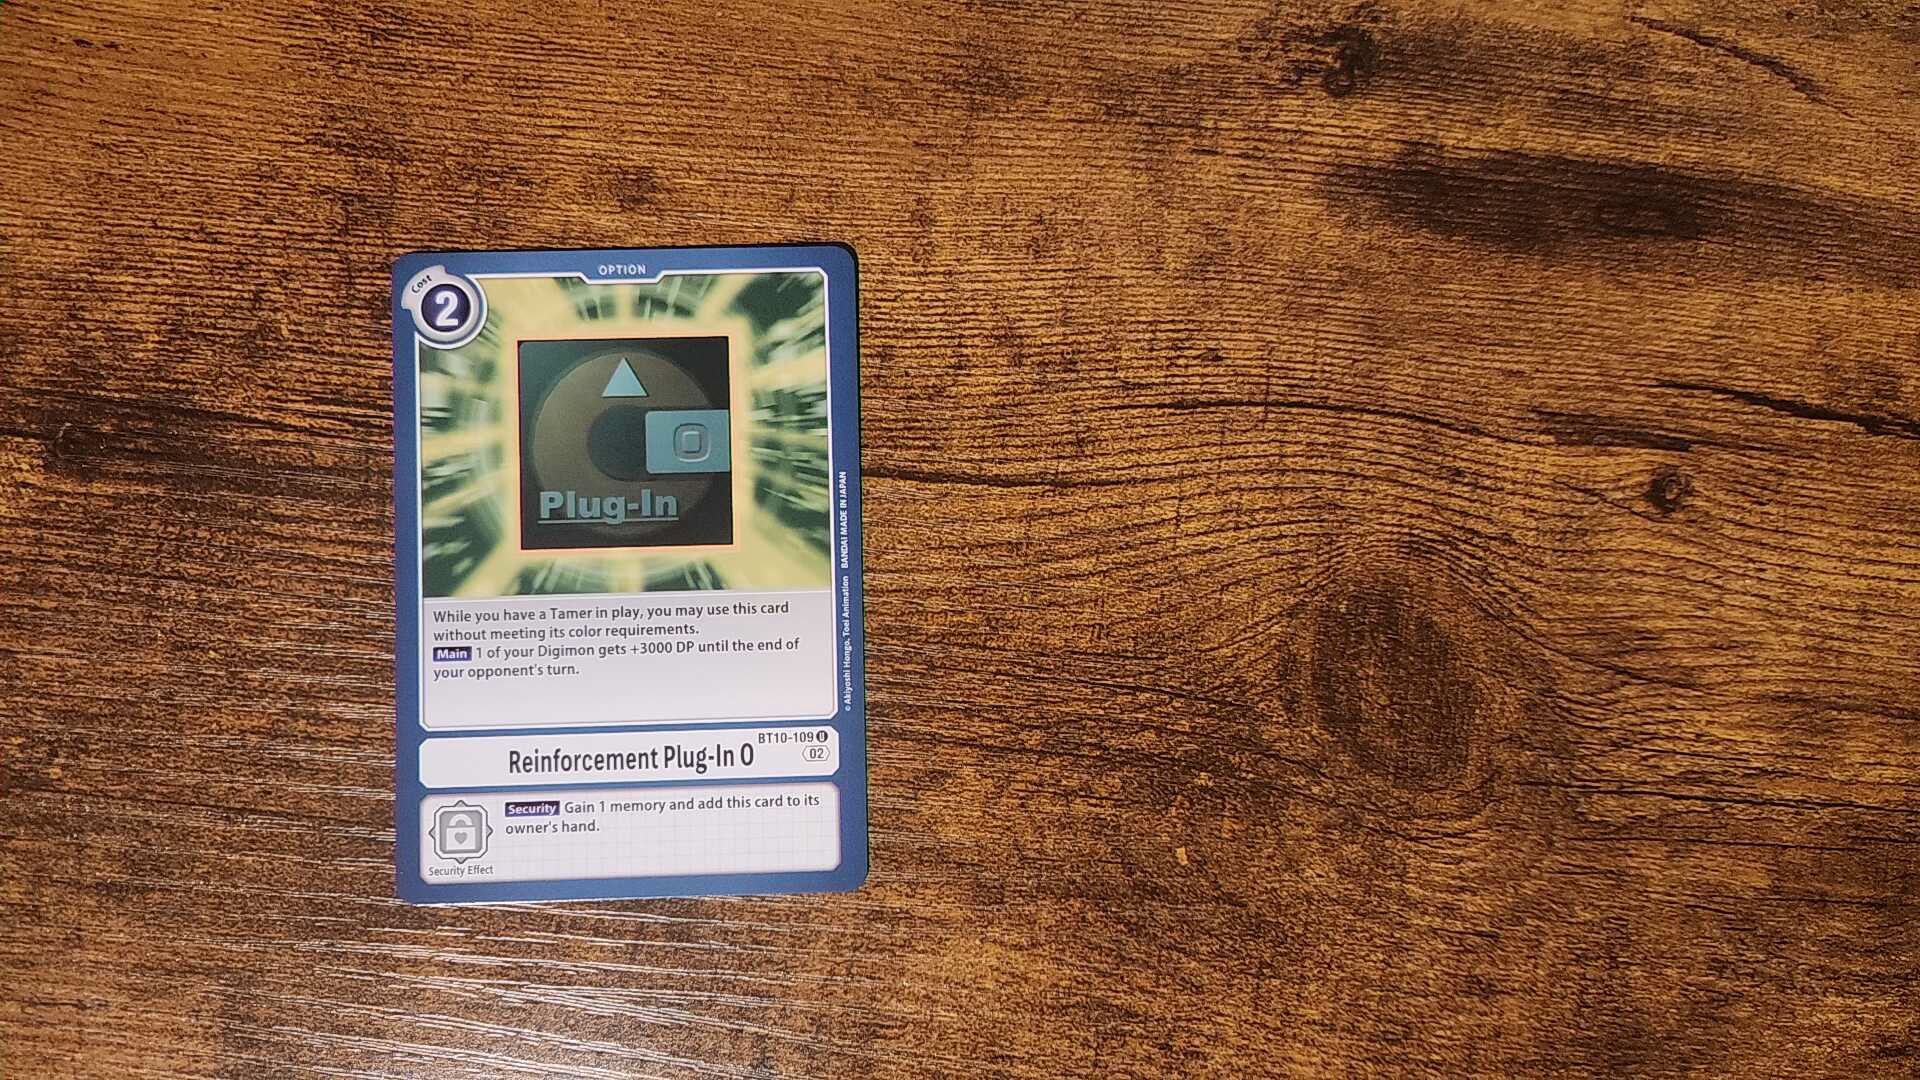 OPTION
Cost
2
Plug-In
While you have a Tamer in play, you may use this card
without meeting its color requirements.
Main 1 of your Digimon gets +3000 DP until the end of
your opponent's turn.
© Akiyoshi Hongo, Toei Animation BANDAI MADE IN JAPAN
BT10-109 U
Reinforcement Plug-In O
02
Security Gain 1 memory and add this card to its
owner's hand.
Security Effect